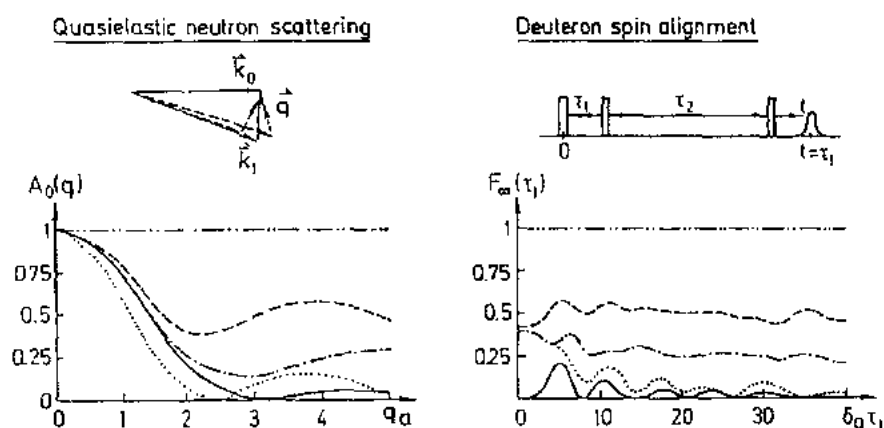 Quasielastic neutron scattering
k₀
q
k₁
A₀(q)
1
0.75
0.5
0.25
0
0 1 2 3 4 qa
Deuteron spin alignment
τ₁ τ₂ t
0 t=τ₁
F∞(τ₁)
1
0.75
0.5
0.25
0
0 10 20 30 δqτ₁